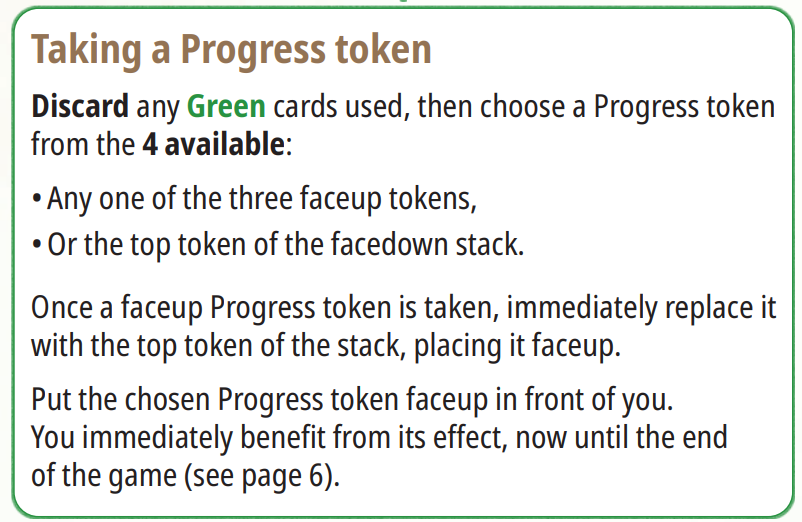 Taking a Progress token
Discard any Green cards used, then choose a Progress token
from the 4 available:
• Any one of the three faceup tokens,
• Or the top token of the facedown stack.
Once a faceup Progress token is taken, immediately replace it
with the top token of the stack, placing it faceup.
Put the chosen Progress token faceup in front of you.
You immediately benefit from its effect, now until the end
of the game (see page 6).